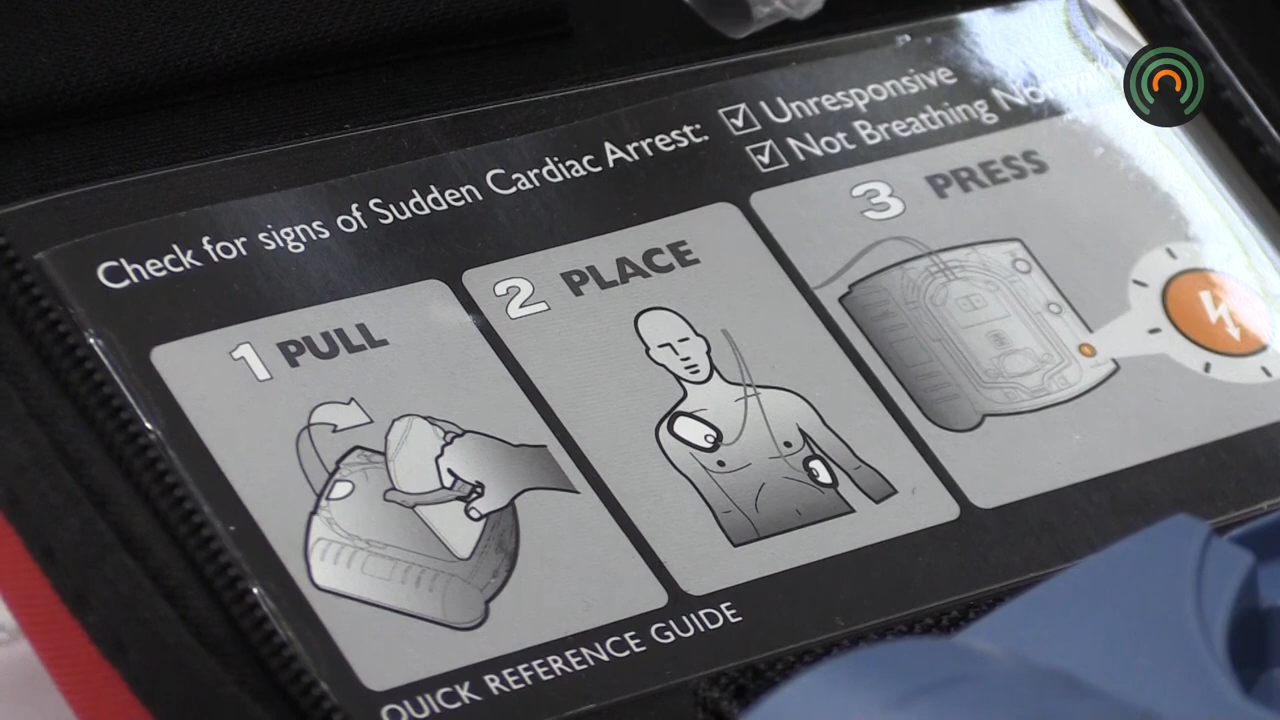 Check for signs of Sudden Cardiac Arrest:
☑ Unresponsive
☑ Not Breathing
1 PULL
2 PLACE
3 PRESS
QUICK REFERENCE GUIDE